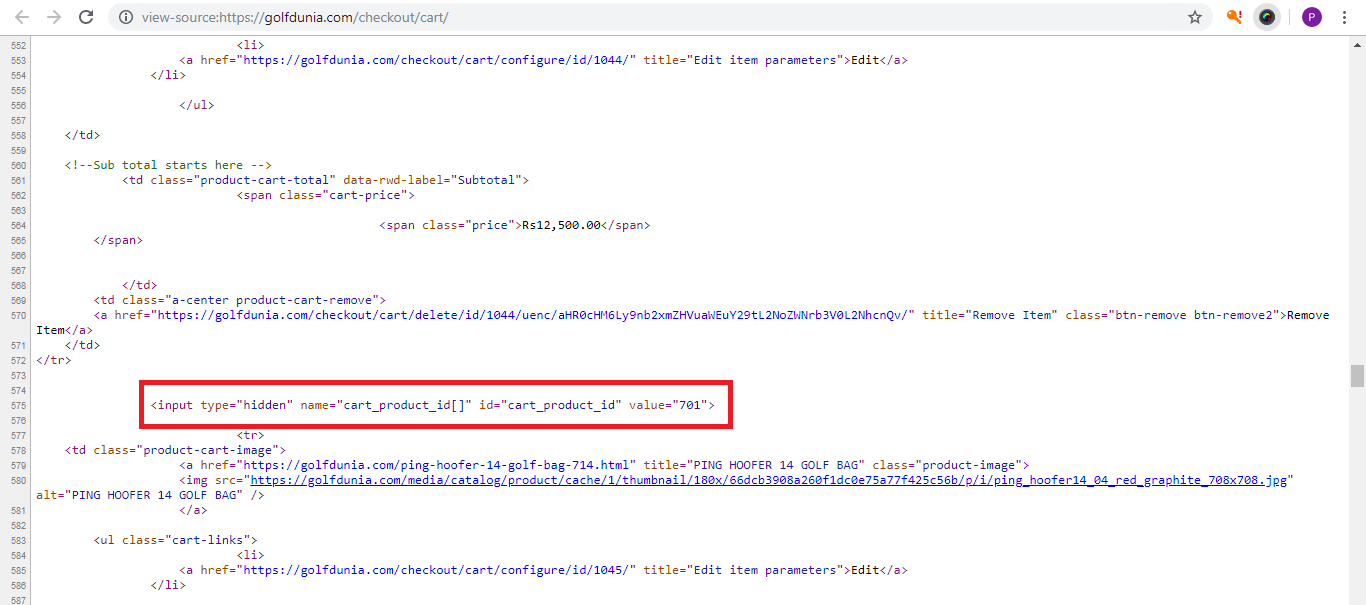 view-source:https://golfdunia.com/checkout/cart/
P
552 <li>
553 <a href="https://golfdunia.com/checkout/cart/configure/id/1044/" title="Edit item parameters">Edit</a>
554 </li>
555
556 </ul>
557
558 </td>
559
560 <!--Sub total starts here -->
561 <td class="product-cart-total" data-rwd-label="Subtotal">
562 <span class="cart-price">
563
564 <span class="price">Rs12,500.00</span>
565 </span>
566
567
568 </td>
569 <td class="a-center product-cart-remove">
570 <a href="https://golfdunia.com/checkout/cart/delete/id/1044/uenc/aHR0cHM6Ly9nb2xmZHVuaWEuY29tL2NoZWNrb3V0L2NhcnQv/" title="Remove Item" class="btn-remove btn-remove2">Remove
Item</a>
571 </td>
572 </tr>
573
574
575 <input type="hidden" name="cart_product_id[]" id="cart_product_id" value="701">
576
577 <tr>
578 <td class="product-cart-image">
579 <a href="https://golfdunia.com/ping-hoofer-14-golf-bag-714.html" title="PING HOOFER 14 GOLF BAG" class="product-image">
580 <img src="https://golfdunia.com/media/catalog/product/cache/1/thumbnail/180x/66dcb3908a260f1dc0e75a77f425c56b/p/i/ping_hoofer14_04_red_graphite_708x708.jpg"
alt="PING HOOFER 14 GOLF BAG" />
581 </a>
582
583 <ul class="cart-links">
584 <li>
585 <a href="https://golfdunia.com/checkout/cart/configure/id/1045/" title="Edit item parameters">Edit</a>
586 </li>
587